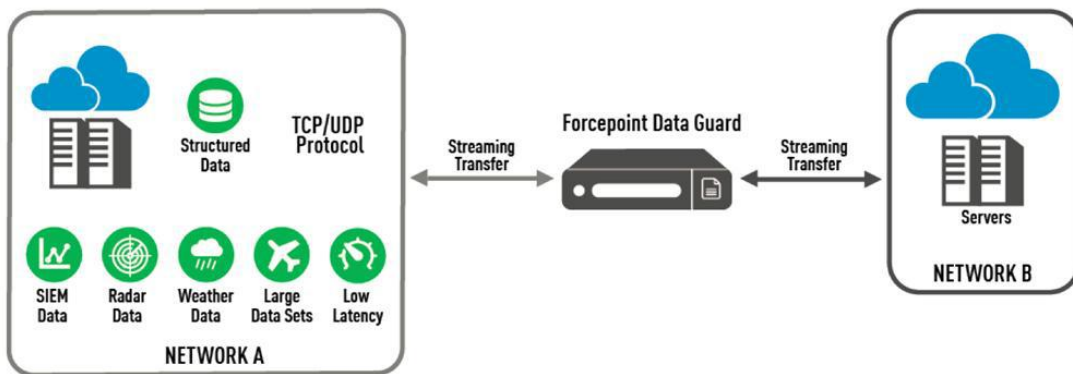 Structured
Data
TCP/UDP
Protocol
SIEM
Data
Radar
Data
Weather
Data
Large
Data Sets
Low
Latency
NETWORK A
Streaming
Transfer
Forcepoint Data Guard
Streaming
Transfer
Servers
NETWORK B